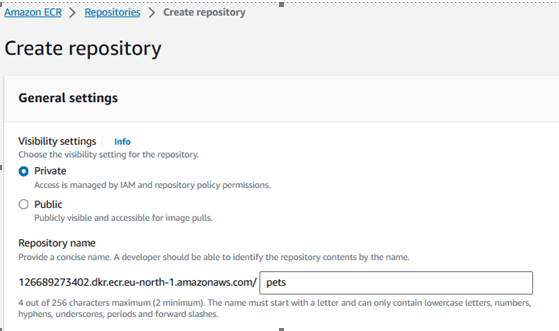 Amazon ECR > Repositories > Create repository
Create repository
General settings
Visibility settings Info
Choose the visibility setting for the repository.
Private
Access is managed by IAM and repository policy permissions.
Public
Publicly visible and accessible for image pulls.
Repository name
Provide a concise name. A developer should be able to identify the repository contents by the name.
126689273402.dkr.ecr.eu-north-1.amazonaws.com/ pets
4 out of 256 characters maximum (2 minimum). The name must start with a letter and can only contain lowercase letters, numbers,
hyphens, underscores, periods and forward slashes.